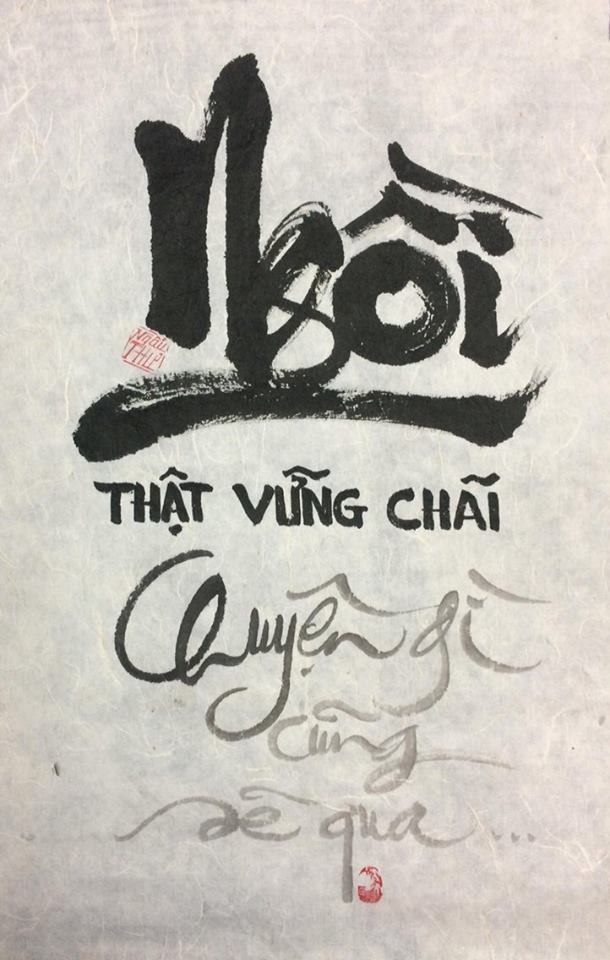 Ngồi
THẬT VỮNG CHÃI
Chuyện gì
cũng
sẽ qua ...